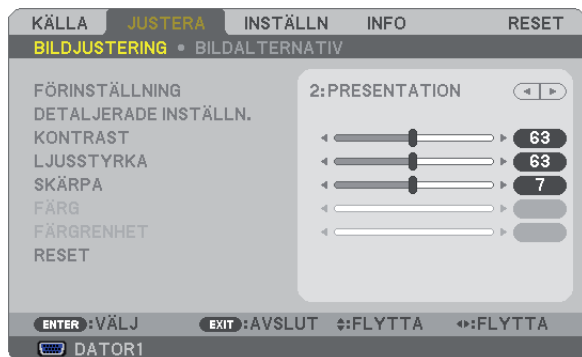 KÄLLA JUSTERA INSTÄLLN INFO RESET
BILDJUSTERING • BILDALTERNATIV
FÖRINSTÄLLNING 2:PRESENTATION
DETALJERADE INSTÄLLN.
KONTRAST 63
LJUSSTYRKA 63
SKÄRPA 7
FÄRG
FÄRGRENHET
RESET
ENTER :VÄLJ EXIT :AVSLUT :FLYTTA :FLYTTA
DATOR1